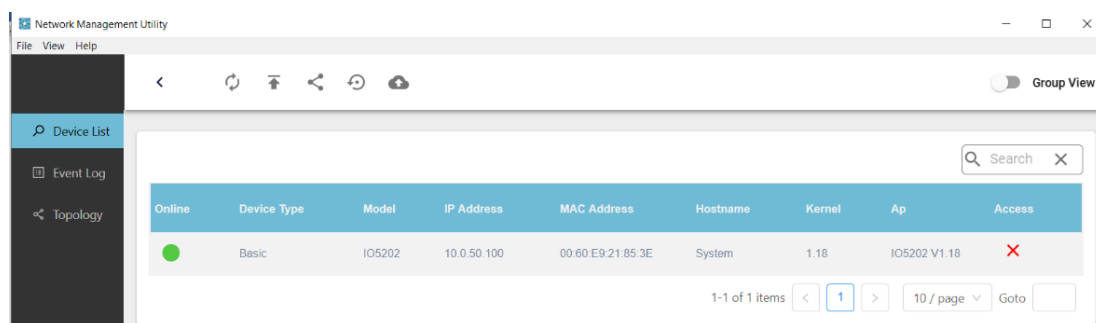 Network Management Utility
File View Help
Group View
Device List
Event Log
Topology
Search
Online Device Type Model IP Address MAC Address Hostname Kernel Ap Access
Basic IO5202 10.0.50.100 00:60:E9:21:85:3E System 1.18 IO5202 V1.18
1-1 of 1 items < 1 > 10 / page Goto